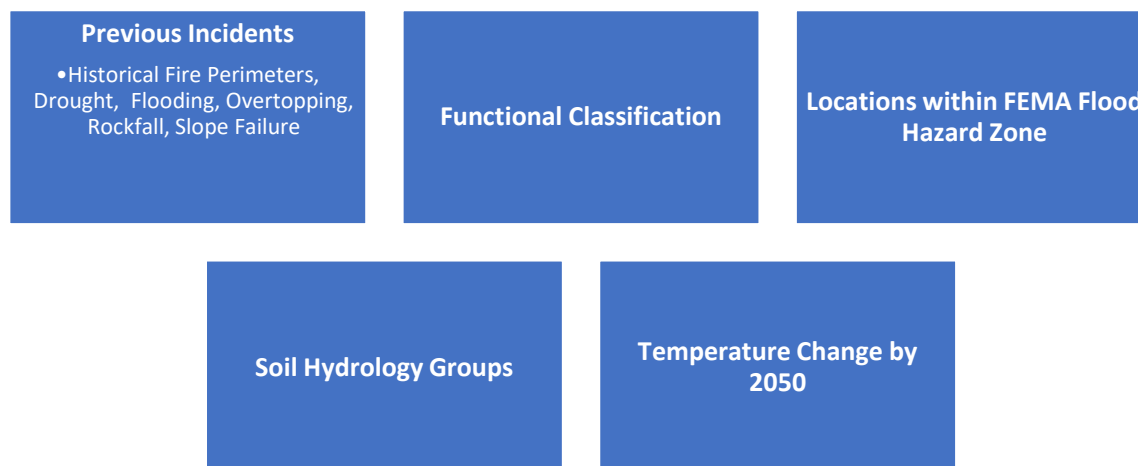 Previous Incidents
•Historical Fire Perimeters,
Drought, Flooding, Overtopping,
Rockfall, Slope Failure
Functional Classification
Locations within FEMA Flood
Hazard Zone
Soil Hydrology Groups
Temperature Change by
2050